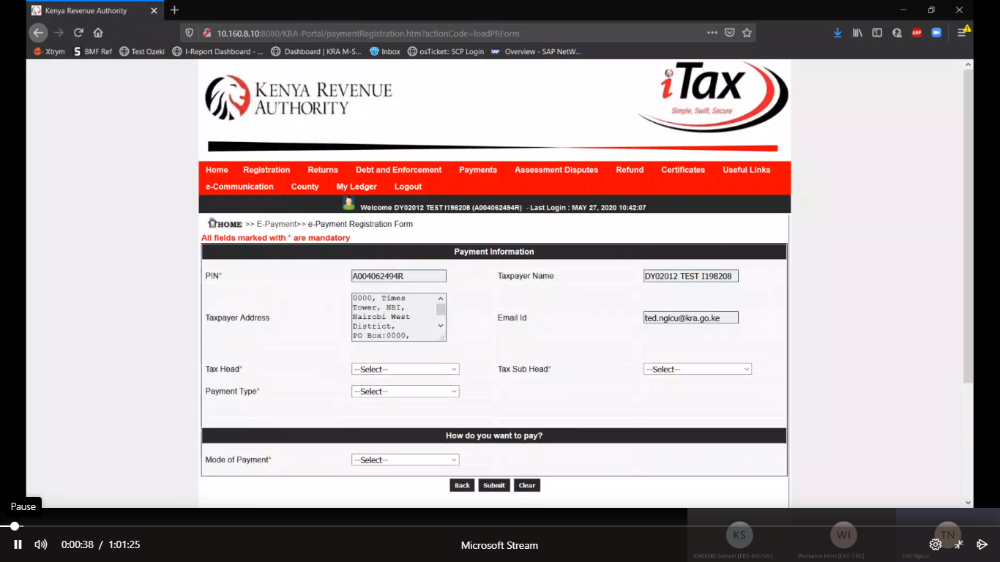 Kenya Revenue Authority
10.160.8.10:8080/KRA-Portal/paymentRegistration.htm?actionCode=loadPRForm
ABP
Xtrym BMF Ref Test Ozeki I-Report Dashboard - ... Dashboard | KRA M-S... Inbox osTicket:: SCP Login Overview - SAP NetW...
KENYA REVENUE
AUTHORITY
iTax
Simple, Swift, Secure
Home Registration Returns Debt and Enforcement Payments Assessment Disputes Refund Certificates Useful Links
e-Communication County My Ledger Logout
Welcome DY02012 TEST I198208 (A004062494R) - Last Login : MAY 27, 2020 10:42:07
HOME >> E-Payment>> e-Payment Registration Form
All fields marked with * are mandatory
Payment Information
PIN* A004062494R Taxpayer Name DY02012 TEST I198208
Taxpayer Address
0000, Times
Tower, NBI,
Nairobi West
District,
PO Box:0000,
Email Id ted.ngicu@kra.go.ke
Tax Head* --Select-- Tax Sub Head* --Select--
Payment Type* --Select--
How do you want to pay?
Mode of Payment* --Select--
Back Submit Clear
Pause
0:00:38 / 1:01:25
Microsoft Stream
KS WI TN
KARIUKI Samuel [EKE-InfoSec] Wamaina Irene [EKE-TSG] Ted Ngicu